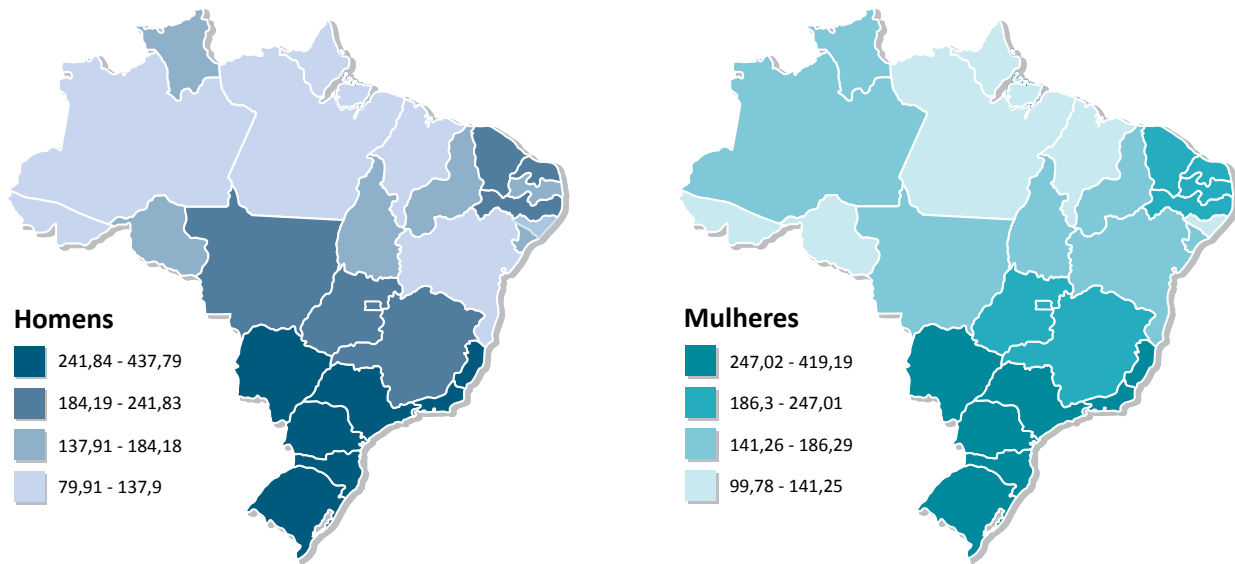 Homens
241,84 - 437,79
184,19 - 241,83
137,91 - 184,18
79,91 - 137,9
Mulheres
247,02 - 419,19
186,3 - 247,01
141,26 - 186,29
99,78 - 141,25